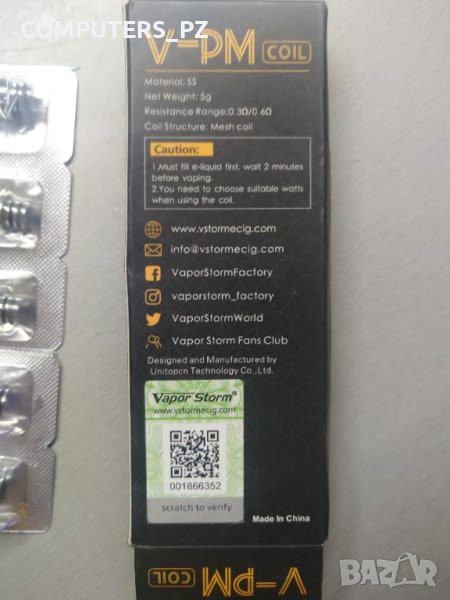 COMPUTERS_PZ
V-PM COIL
Material: SS
Net Weight: 5g
Resistance Range:0.3Ω/0.6Ω
Coil Structure: Mesh coil
Caution:
1.Must fill e-liquid first, wait 2 minutes
before vaping.
2.You need to choose suitable watts
when using the coil.
www.vstormecig.com
info@vstormecig.com
VaporStormFactory
vaporstorm_factory
VaporStormWorld
Vapor Storm Fans Club
Designed and Manufactured by
Unitopcn Technology Co.,Ltd.
Vapor Storm®
www.vstormecig.com
001866352
scratch to verify
Made In China
V-PM COIL
BAZAR